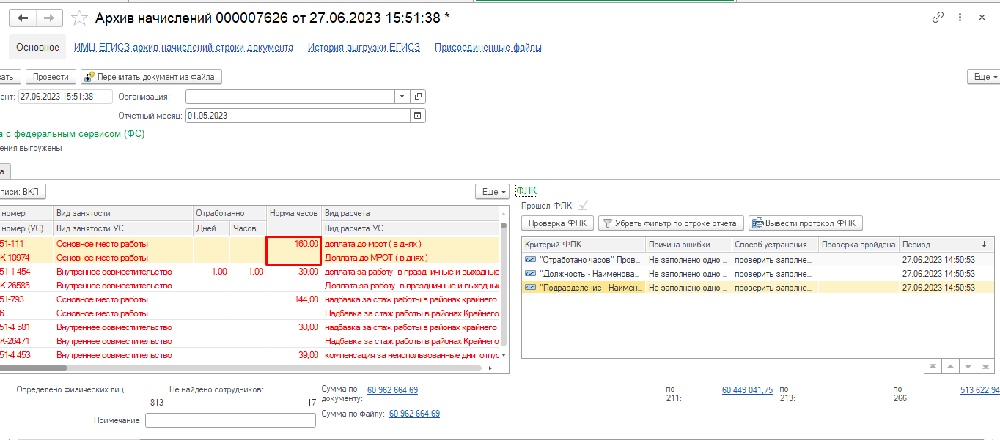 Архив начислений 000007626 от 27.06.2023 15:51:38 *
Основное ИМЦ ЕГИСЗ архив начислений строки документа История выгрузки ЕГИСЗ Присоединенные файлы
ать Провести Перечитать документ из файла Еще
ент: 27.06.2023 15:51:38 Организация:
Отчетный месяц: 01.05.2023
а с федеральным сервисом (ФС)
ения выгружены
а
писи: ВКЛ Еще
.номер Вид занятости Отработано Норма часов Вид расчета
.номер (УС) Вид занятости УС Дней Часов Вид расчета УС
51-111 Основное место работы 160,00 доплата до мрот ( в днях )
К-10974 Основное место работы Доплата до МРОТ ( в днях )
51-1 454 Внутреннее совместительство 1,00 1,00 39,00 доплата за работу в праздничные и выходные
К-26585 Внутреннее совместительство Доплата за работу в праздничные и выходные
51-793 Основное место работы 144,00 надбавка за стаж работы в районах крайнего
6 Основное место работы Надбавка за стаж работы в районах Крайнего
51-4 581 Внутреннее совместительство 30,00 надбавка за стаж работы в районах крайнего
К-26471 Внутреннее совместительство Надбавка за стаж работы в районах Крайнего
51-4 453 Внутреннее совместительство 39,00 компенсация за неиспользованные дни отпус
ФЛК
Прошел ФЛК:
Проверка ФЛК Убрать фильтр по строке отчета Вывести протокол ФЛК
Критерий ФЛК Причина ошибки Способ устранения Проверка пройдена Период ↓
"Отработано часов" Пров... Не заполнено одно ... проверить заполне... 27.06.2023 14:50:53
"Должность - Наименова... Не заполнено одно ... проверить заполне... 27.06.2023 14:50:53
"Подразделение - Наимен... Не заполнено одно ... проверить заполне... 27.06.2023 14:50:53
Определено физических лиц: 813 Не найдено сотрудников: 17
Сумма по документу: 60 962 664,69 по 211: 60 449 041,75 по 213: по 266: 513 622,94
Сумма по файлу: 60 962 664,69
Примечание: